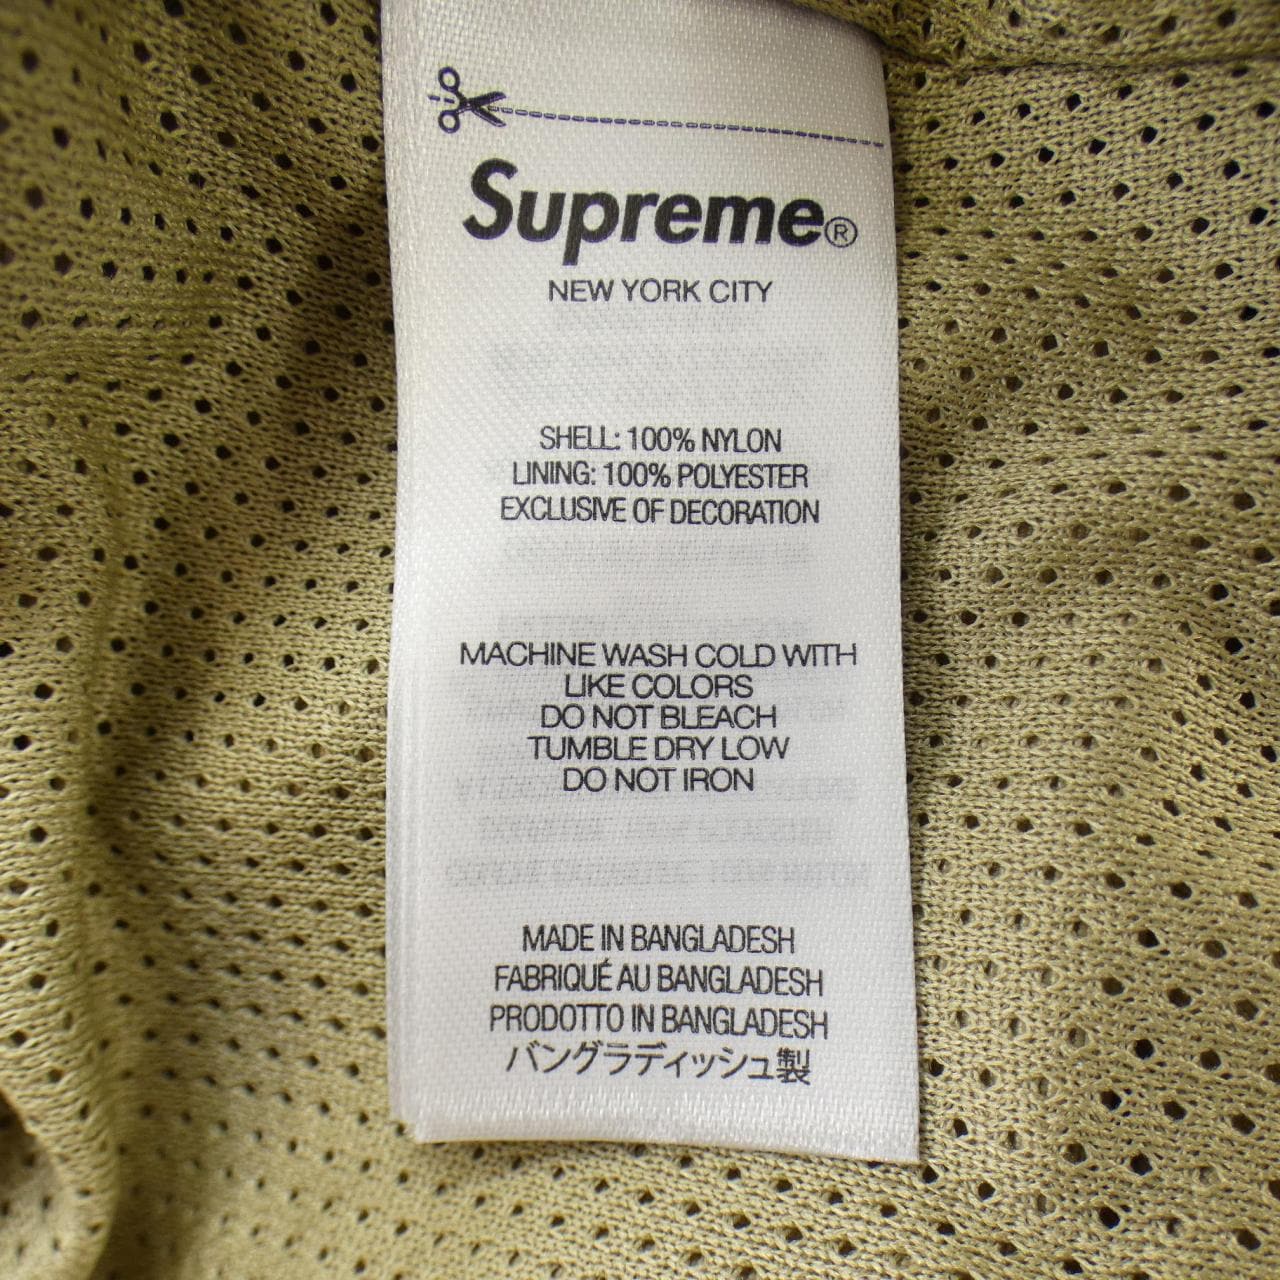 Supreme®
NEW YORK CITY
SHELL: 100% NYLON
LINING: 100% POLYESTER
EXCLUSIVE OF DECORATION
MACHINE WASH COLD WITH
LIKE COLORS
DO NOT BLEACH
TUMBLE DRY LOW
DO NOT IRON
MADE IN BANGLADESH
FABRIQUÉ AU BANGLADESH
PRODOTTO IN BANGLADESH
バングラディッシュ製